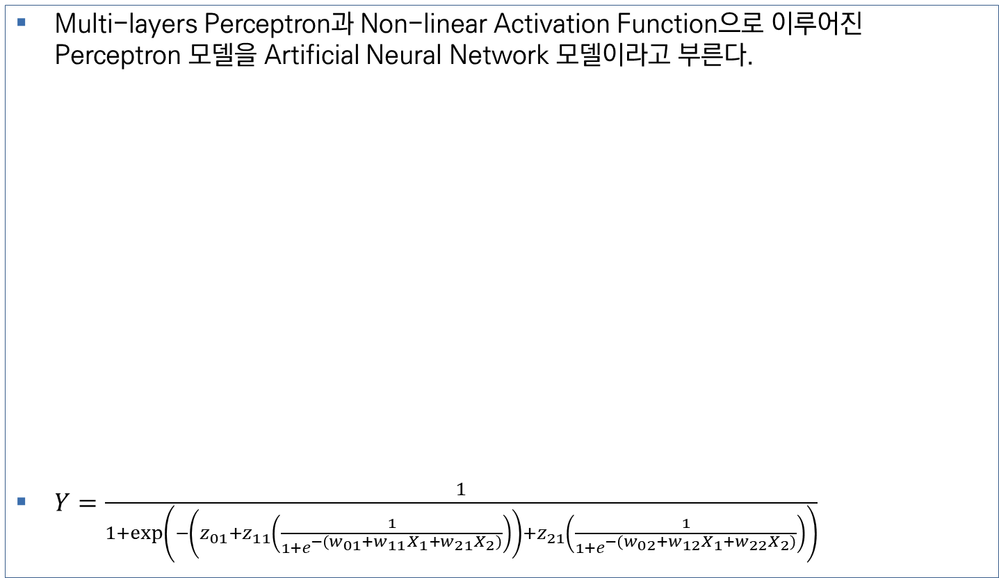 ▪ Multi-layers Perceptron과 Non-linear Activation Function으로 이루어진
Perceptron 모델을 Artificial Neural Network 모델이라고 부른다.
▪ $Y = \frac{1}{1+\exp\left(-\left(z_{01}+z_{11}\left(\frac{1}{1+e^{-(w_{01}+w_{11}X_1+w_{21}X_2)}}\right)\right)+z_{21}\left(\frac{1}{1+e^{-(w_{02}+w_{12}X_1+w_{22}X_2)}}\right)\right)}$